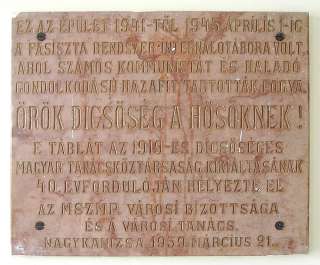 EZ AZ ÉPÜLET 1941-TŐL 1945 ÁPRILIS 1-IG
A FASISZTA RENDSZER INTERNÁLÓTÁBORA VOLT,
AHOL SZÁMOS KOMMUNISTÁT ÉS HALADÓ
GONDOLKODÁSÚ HAZAFIT TARTOTTAK FOGVA.
ÖRÖK DICSŐSÉG A HŐSÖKNEK!
E TÁBLÁT AZ 1919-ES DICSŐSÉGES
MAGYAR TANÁCSKÖZTÁRSASÁG KIKIÁLTÁSÁNAK
40. ÉVFORDULÓJÁN HELYEZTE EL
AZ MSZMP. VÁROSI BIZOTTSÁGA
ÉS A VÁROSI TANÁCS.
NAGYKANIZSA, 1959. MÁRCIUS 21.